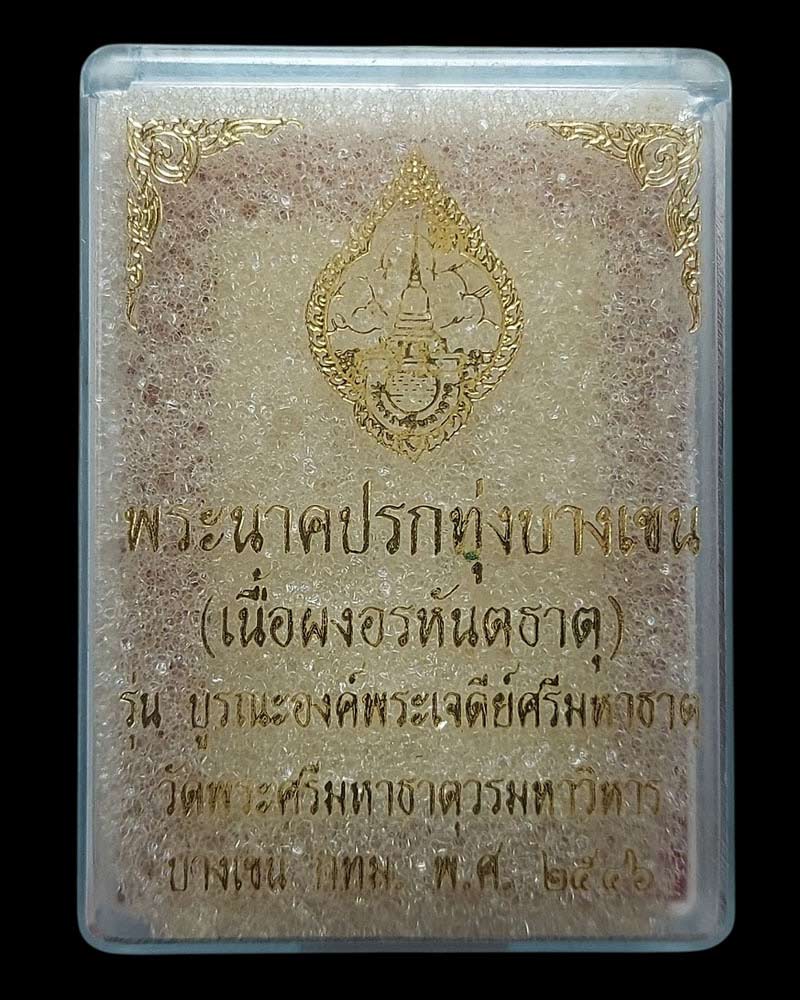 พระนาคปรกทุ่งบางเขน
(เนื้อผงอรหันตธาตุ)
รุ่น บูรณะองค์พระเจดีย์ศรีมหาธาตุ
วัดพระศรีมหาธาตุวรมหาวิหาร
บางเขน กทม. พ.ศ. ๒๕๔๖